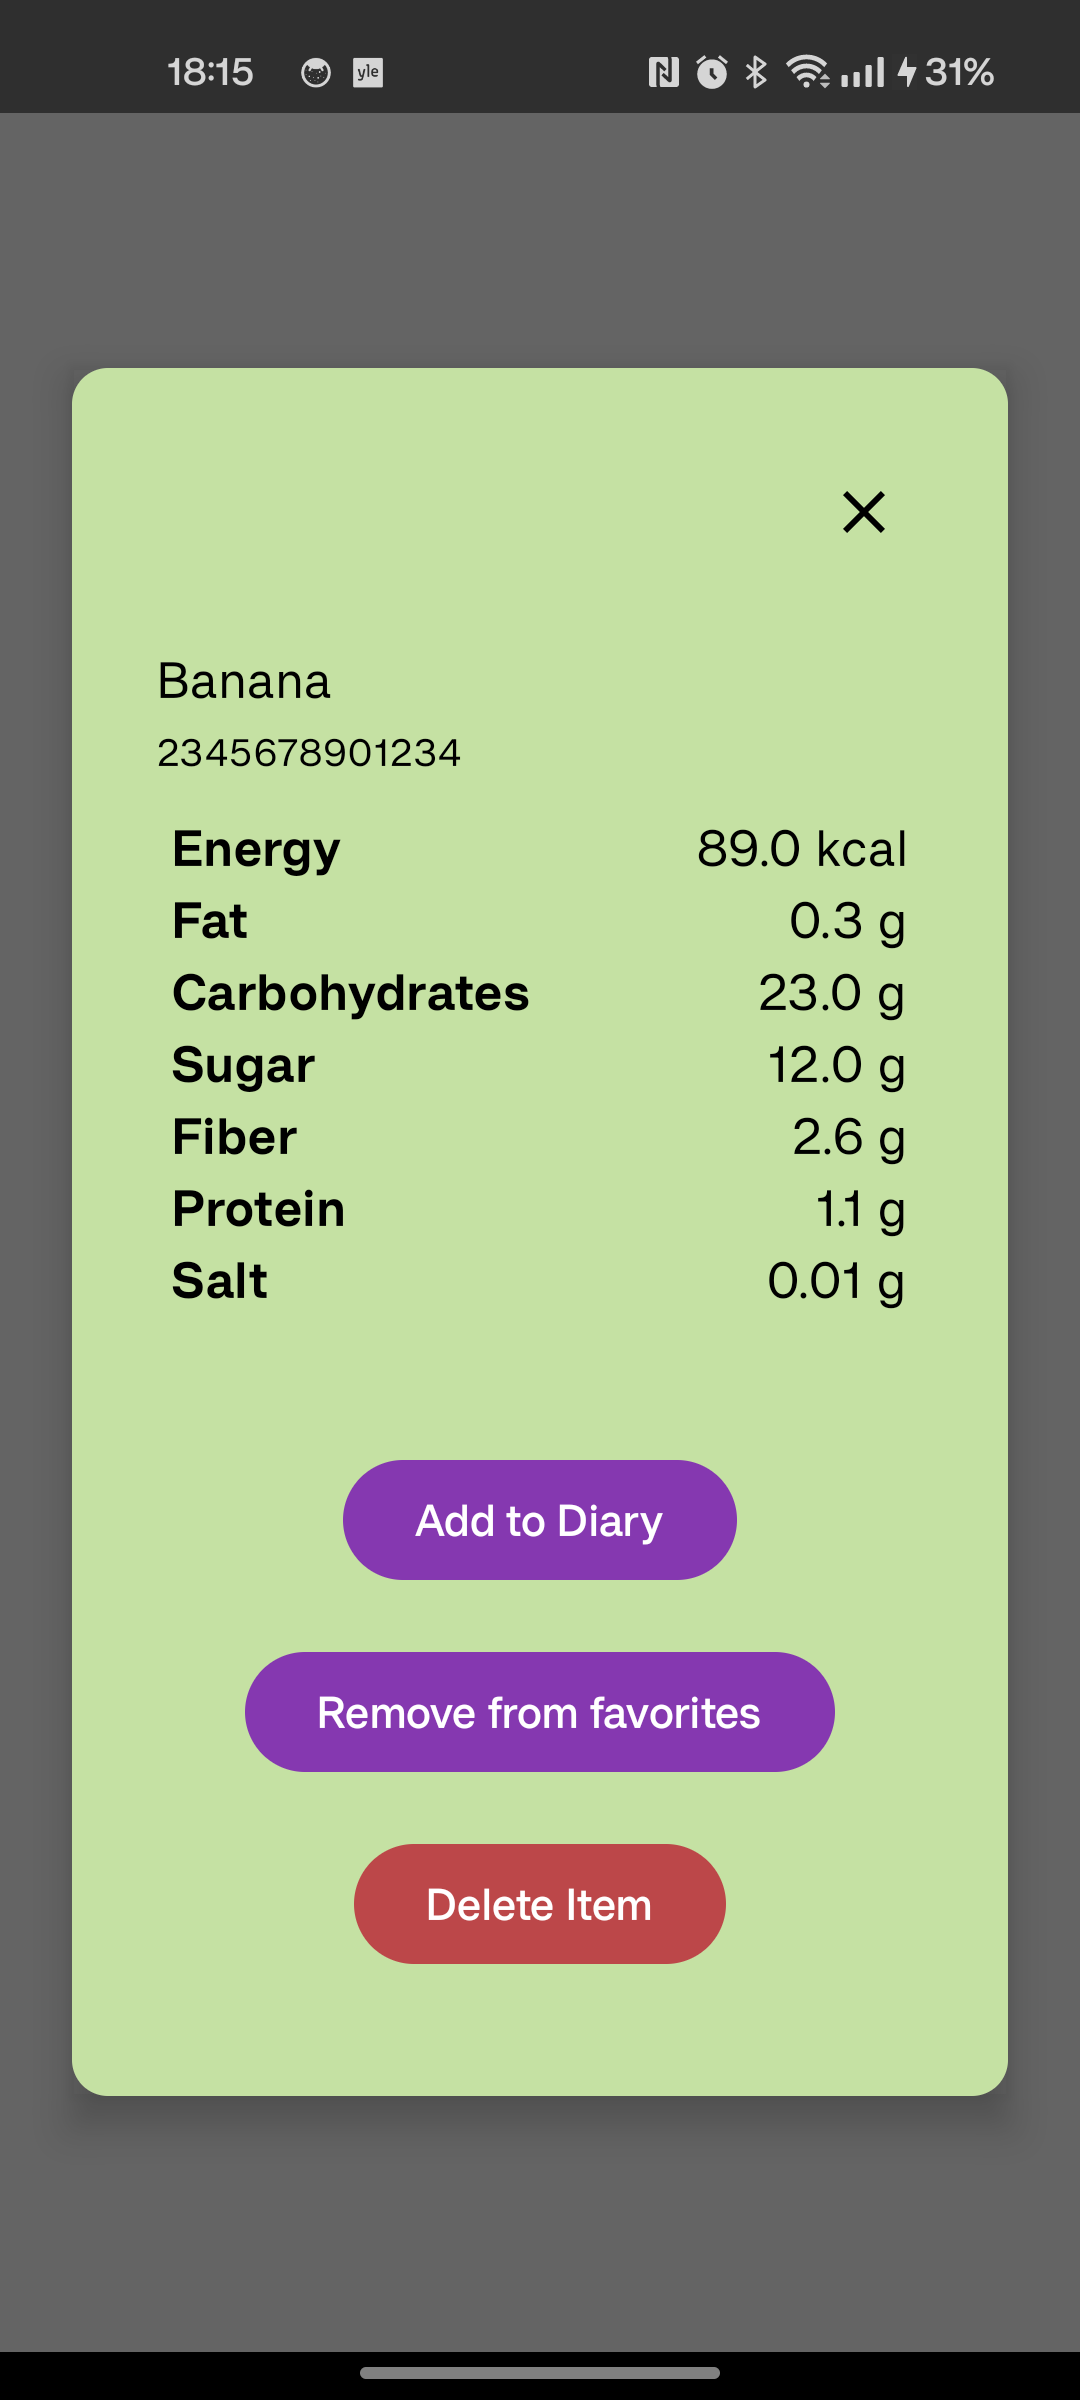 18:15 yle 31%
Banana
2345678901234
Energy 89.0 kcal
Fat 0.3 g
Carbohydrates 23.0 g
Sugar 12.0 g
Fiber 2.6 g
Protein 1.1 g
Salt 0.01 g
Add to Diary
Remove from favorites
Delete Item